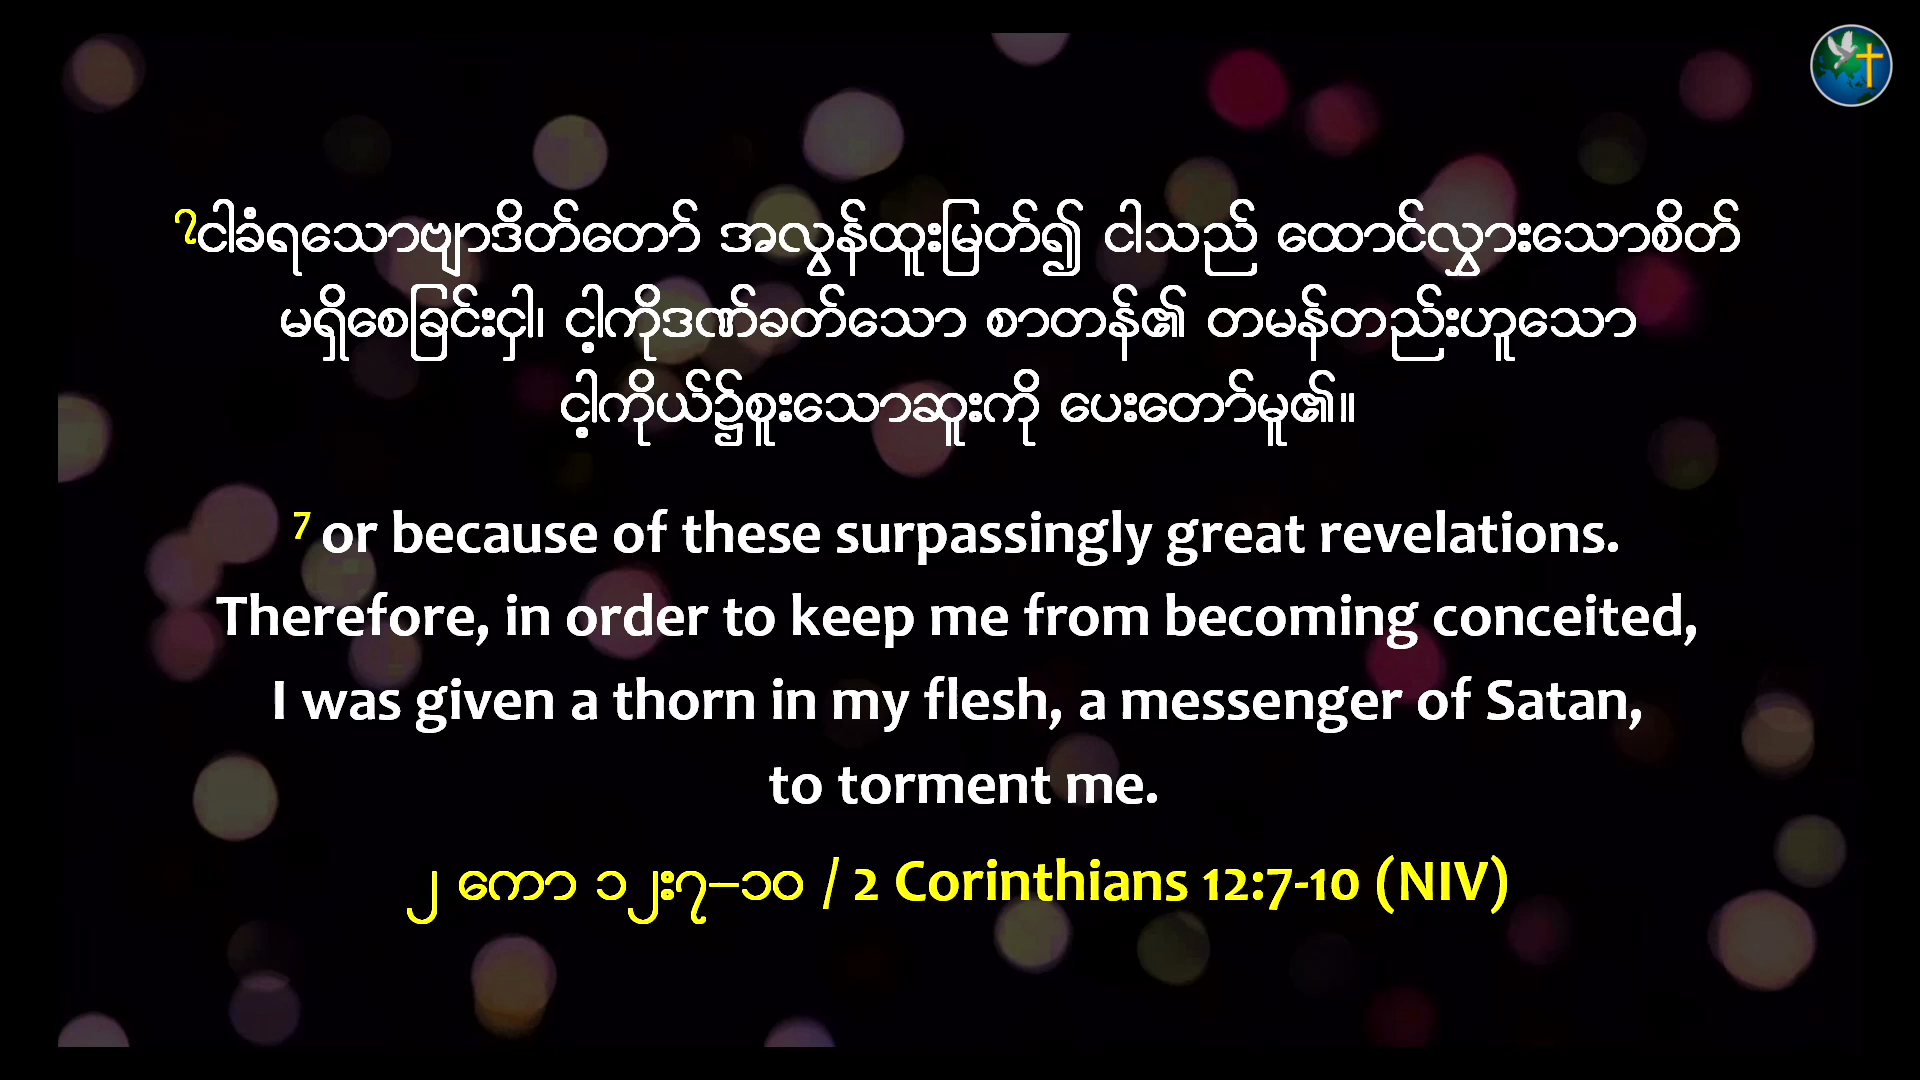 ၇ငါခံရသောဗျာဒိတ်တော် အလွန်ထူးမြတ်၍ ငါသည် ထောင်လွှားသောစိတ်
မရှိစေခြင်းငှါ၊ ငါ့ကိုဒဏ်ခတ်သော စာတန်၏ တမန်တည်းဟူသော
ငါ့ကိုယ်၌စူးသောဆူးကို ပေးတော်မူ၏။
7 or because of these surpassingly great revelations.
Therefore, in order to keep me from becoming conceited,
I was given a thorn in my flesh, a messenger of Satan,
to torment me.
၂ ကော ၁၂း၇–၁၀ / 2 Corinthians 12:7-10 (NIV)